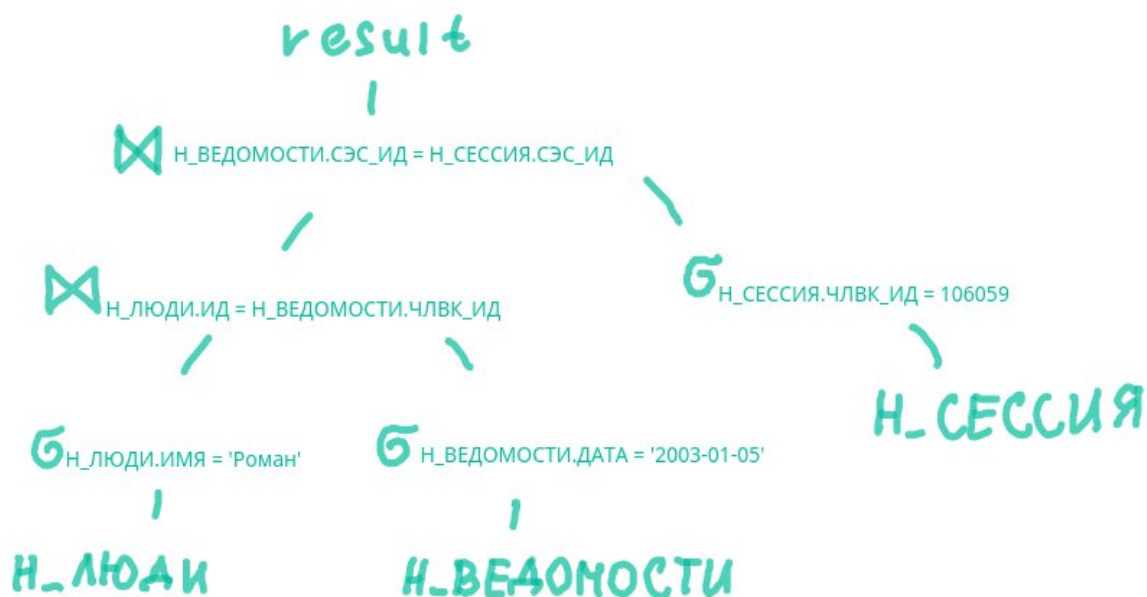 result
⋈ Н_ВЕДОМОСТИ.СЭС_ИД = Н_СЕССИЯ.СЭС_ИД
⋈ Н_ЛЮДИ.ИД = Н_ВЕДОМОСТИ.ЧЛВК_ИД
σ Н_СЕССИЯ.ЧЛВК_ИД = 106059
Н_СЕССИЯ
σ Н_ЛЮДИ.ИМЯ = 'Роман'
σ Н_ВЕДОМОСТИ.ДАТА = '2003-01-05'
Н_ЛЮДИ
Н_ВЕДОМОСТИ